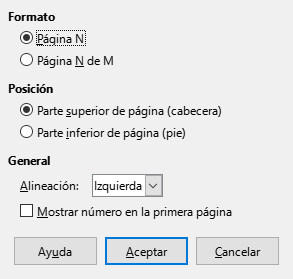 Formato
Página N
Página N de M
Posición
Parte superior de página (cabecera)
Parte inferior de página (pie)
General
Alineación: Izquierda
Mostrar número en la primera página
Ayuda Aceptar Cancelar